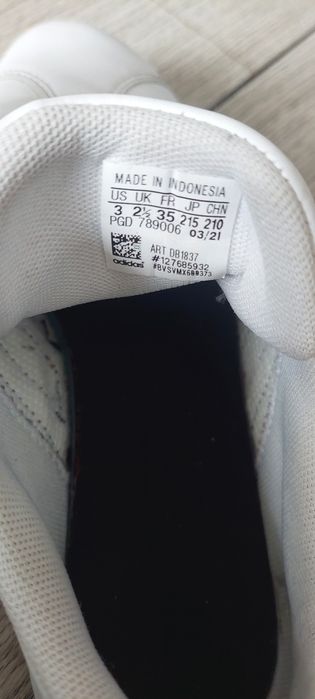 MADE IN INDONESIA
US UK FR JP CHN
3 2½ 35 215 210
PGD 789006 03/21
ART DB1837
#127685932
adidas #BVSVMX6